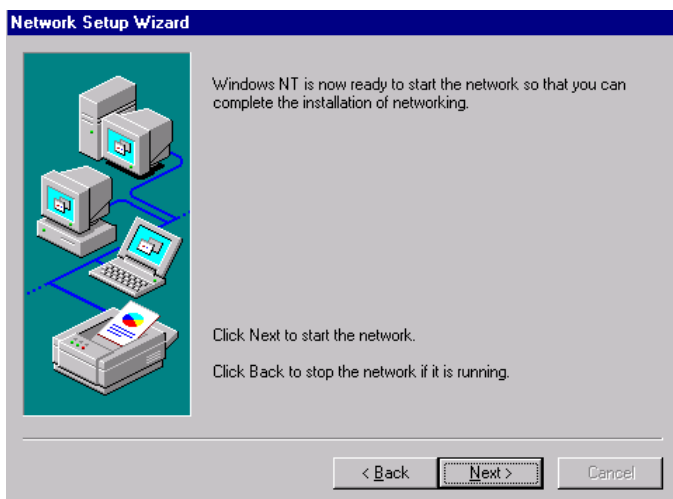 Network Setup Wizard
Windows NT is now ready to start the network so that you can
complete the installation of networking.
Click Next to start the network.
Click Back to stop the network if it is running.
< Back Next > Cancel